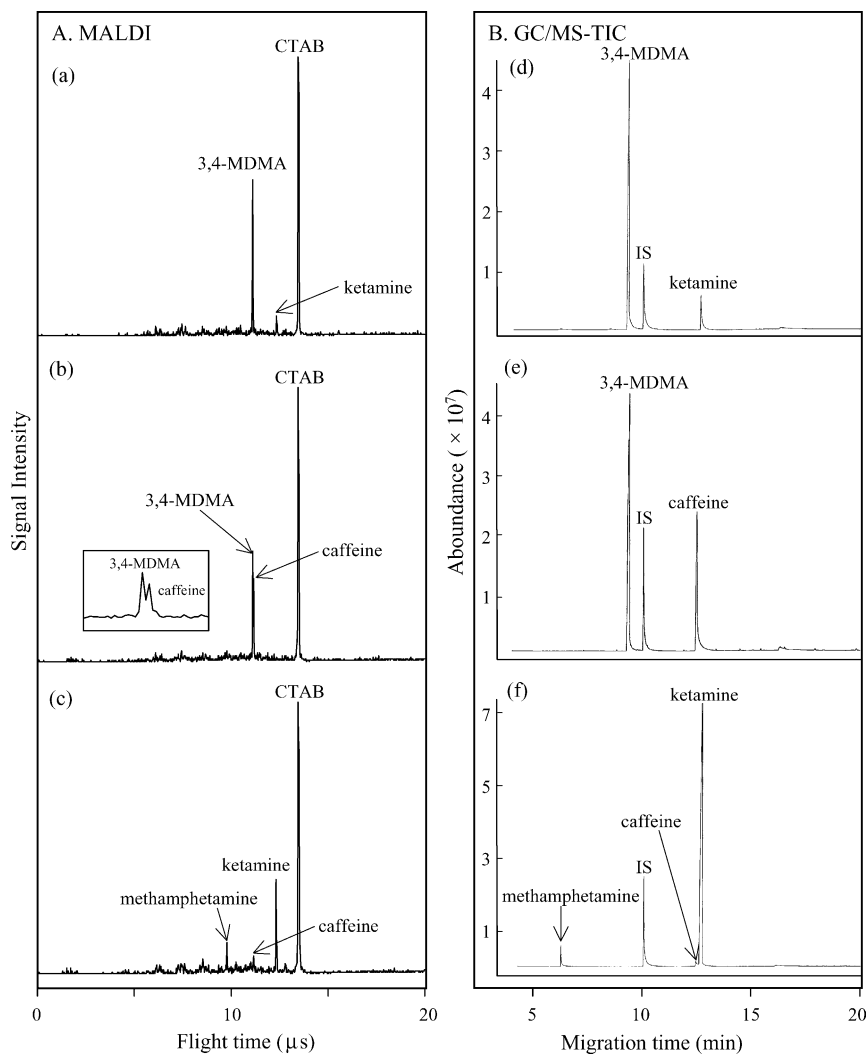 A. MALDI
(a)
CTAB
3,4-MDMA
ketamine
(b)
CTAB
3,4-MDMA
caffeine
3,4-MDMA
caffeine
(c)
CTAB
ketamine
methamphetamine
caffeine
Signal Intensity
0
10
20
Flight time (μs)
B. GC/MS-TIC
(d)
3,4-MDMA
IS
ketamine
4
3
2
1
(e)
3,4-MDMA
IS
caffeine
4
3
2
1
(f)
ketamine
caffeine
IS
methamphetamine
7
5
3
1
Aboundance ( × 10⁷)
5
10
15
20
Migration time (min)